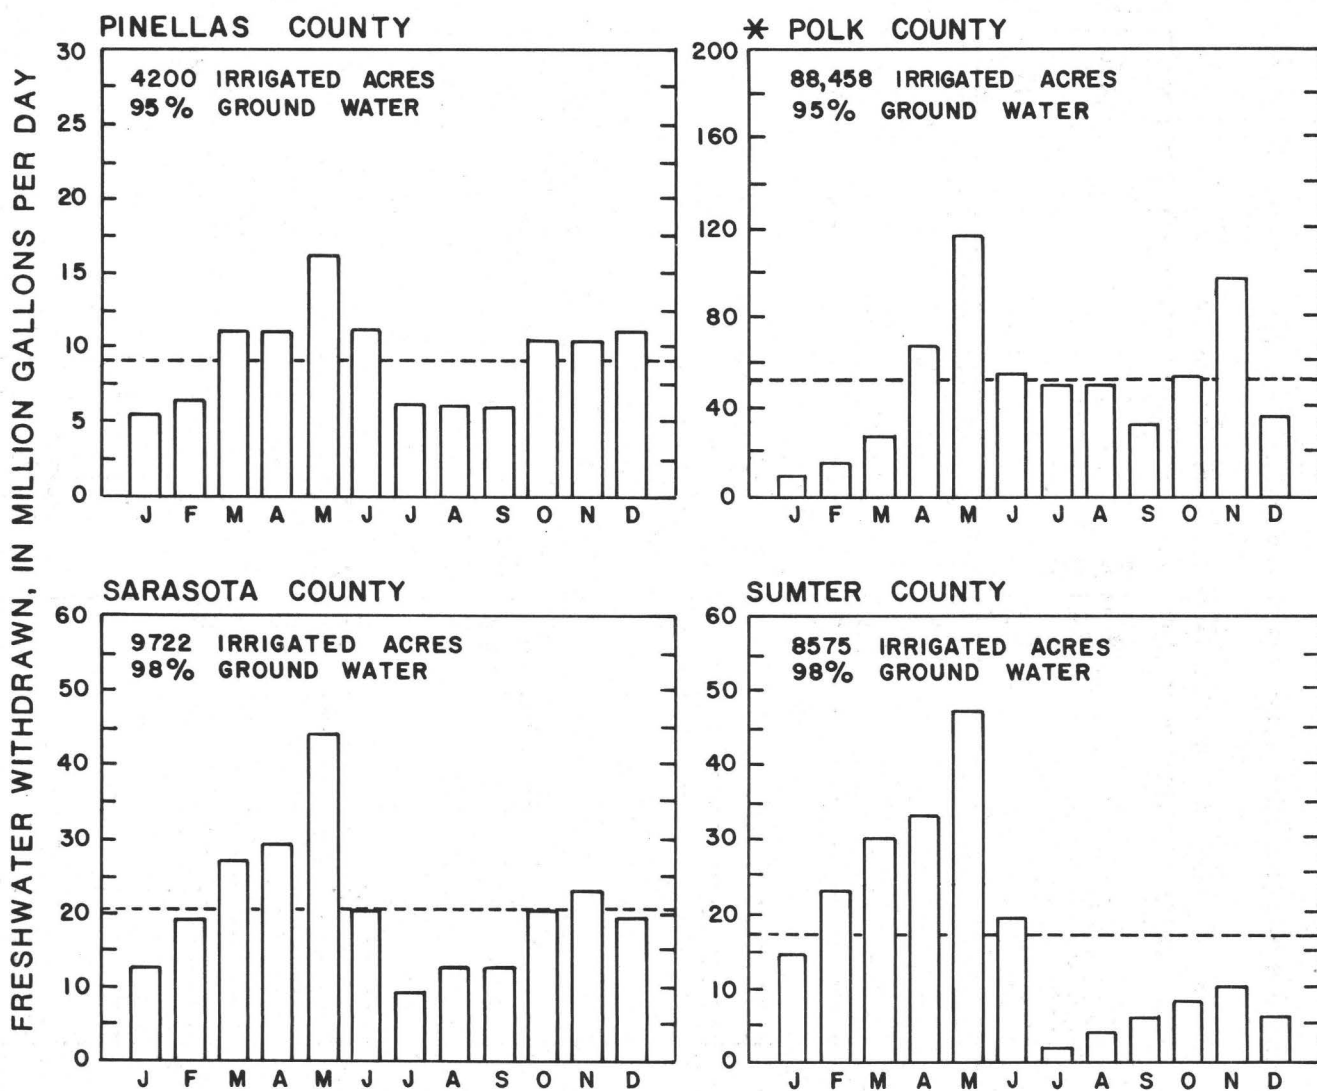 FRESHWATER WITHDRAWN, IN MILLION GALLONS PER DAY
PINELLAS COUNTY
4200 IRRIGATED ACRES
95% GROUND WATER
30
25
20
15
10
5
0
J F M A M J J A S O N D
* POLK COUNTY
88,458 IRRIGATED ACRES
95% GROUND WATER
200
160
120
80
40
0
J F M A M J J A S O N D
SARASOTA COUNTY
9722 IRRIGATED ACRES
98% GROUND WATER
60
50
40
30
20
10
0
J F M A M J J A S O N D
SUMTER COUNTY
8575 IRRIGATED ACRES
98% GROUND WATER
60
50
40
30
20
10
0
J F M A M J J A S O N D